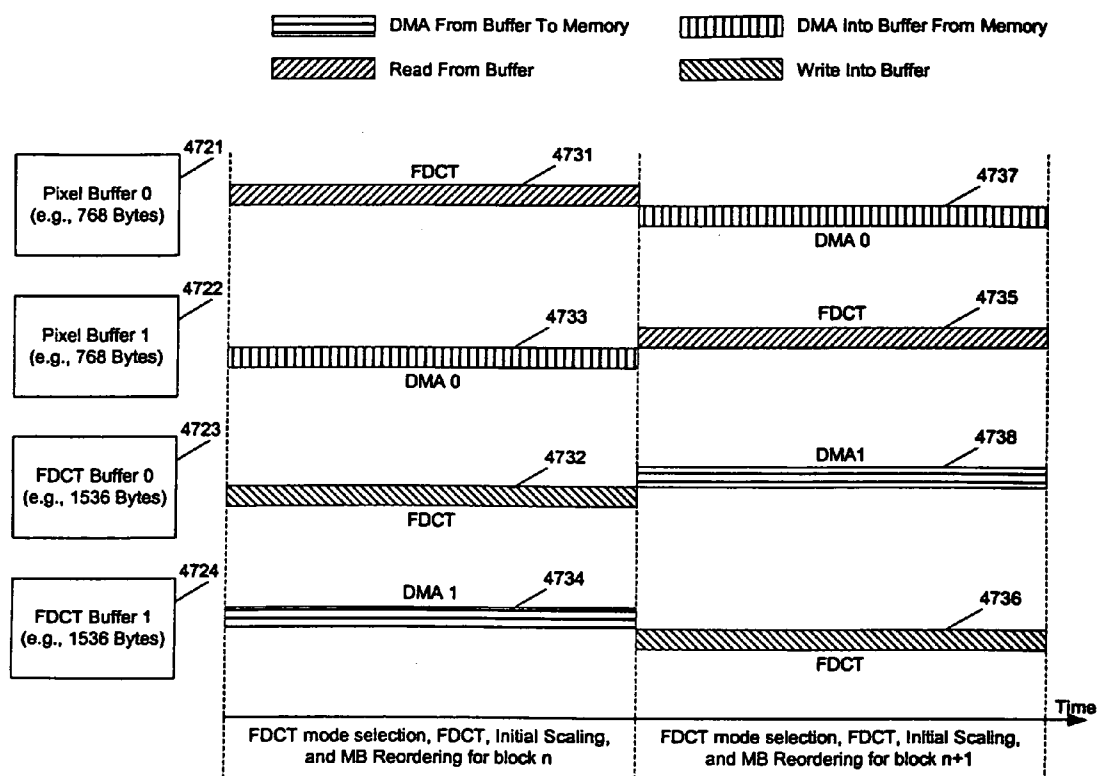 DMA From Buffer To Memory
DMA Into Buffer From Memory
Read From Buffer
Write Into Buffer
4721
Pixel Buffer 0
(e.g., 768 Bytes)
FDCT
4731
4737
DMA 0
4722
Pixel Buffer 1
(e.g., 768 Bytes)
4733
DMA 0
FDCT
4735
4723
FDCT Buffer 0
(e.g., 1536 Bytes)
4732
FDCT
DMA1
4738
4724
FDCT Buffer 1
(e.g., 1536 Bytes)
DMA 1
4734
4736
FDCT
Time
FDCT mode selection, FDCT, Initial Scaling,
and MB Reordering for block n
FDCT mode selection, FDCT, Initial Scaling,
and MB Reordering for block n+1